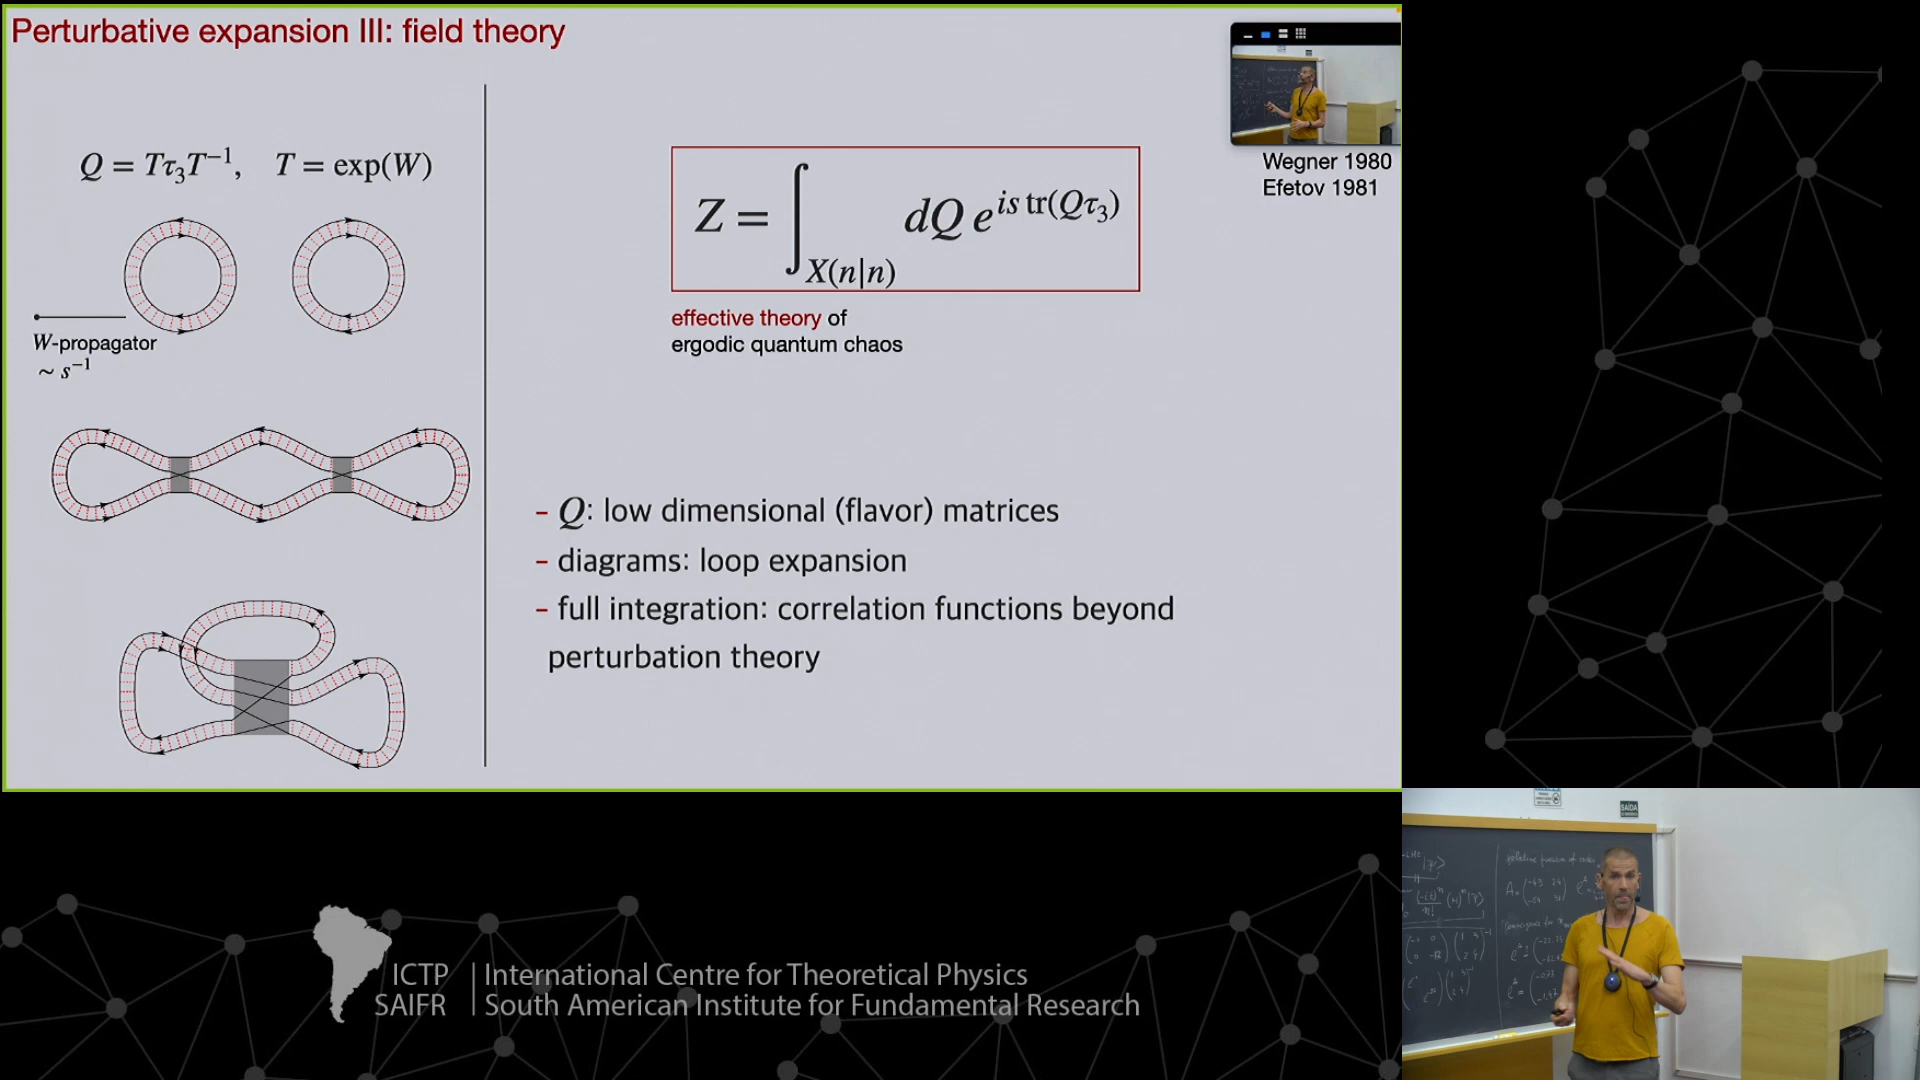 Perturbative expansion III: field theory
Q = Tτ₃T⁻¹, T = exp(W)
W-propagator
~ s⁻¹
Z = ∫_{X(n|n)} dQ e^{is tr(Qτ₃)}
effective theory of
ergodic quantum chaos
Wegner 1980
Efetov 1981
– Q: low dimensional (flavor) matrices
– diagrams: loop expansion
– full integration: correlation functions beyond
perturbation theory
ICTP | International Centre for Theoretical Physics
SAIFR | South American Institute for Fundamental Research
SAÍDA